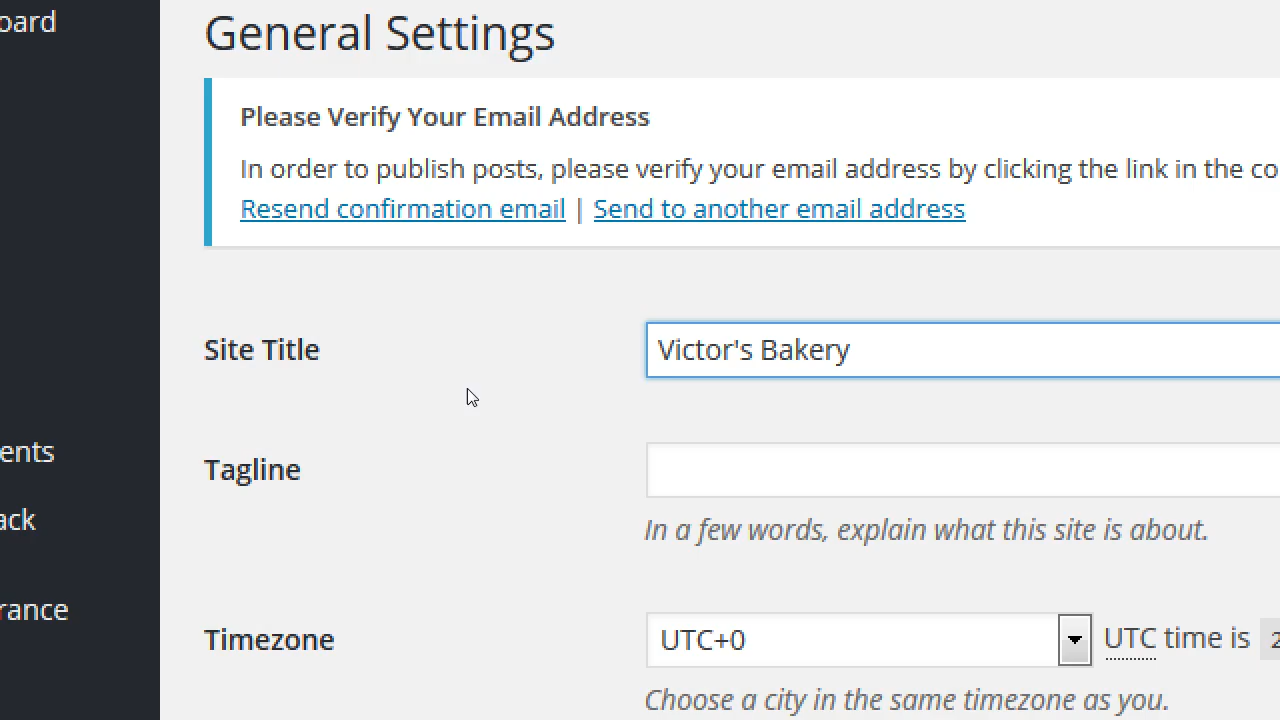 oard
General Settings
Please Verify Your Email Address
In order to publish posts, please verify your email address by clicking the link in the co
Resend confirmation email | Send to another email address
Site Title Victor's Bakery
ents
Tagline
ack
In a few words, explain what this site is about.
rance
Timezone UTC+0 UTC time is 2
Choose a city in the same timezone as you.